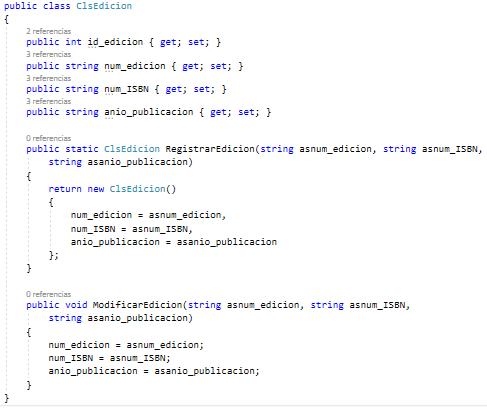 public class ClsEdicion
{
2 referencias
public int id_edicion { get; set; }
3 referencias
public string num_edicion { get; set; }
3 referencias
public string num_ISBN { get; set; }
3 referencias
public string anio_publicacion { get; set; }
0 referencias
public static ClsEdicion RegistrarEdicion(string asnum_edicion, string asnum_ISBN,
string asanio_publicacion)
{
return new ClsEdicion()
{
num_edicion = asnum_edicion,
num_ISBN = asnum_ISBN,
anio_publicacion = asanio_publicacion
};
}
0 referencias
public void ModificarEdicion(string asnum_edicion, string asnum_ISBN,
string asanio_publicacion)
{
num_edicion = asnum_edicion;
num_ISBN = asnum_ISBN;
anio_publicacion = asanio_publicacion;
}
}